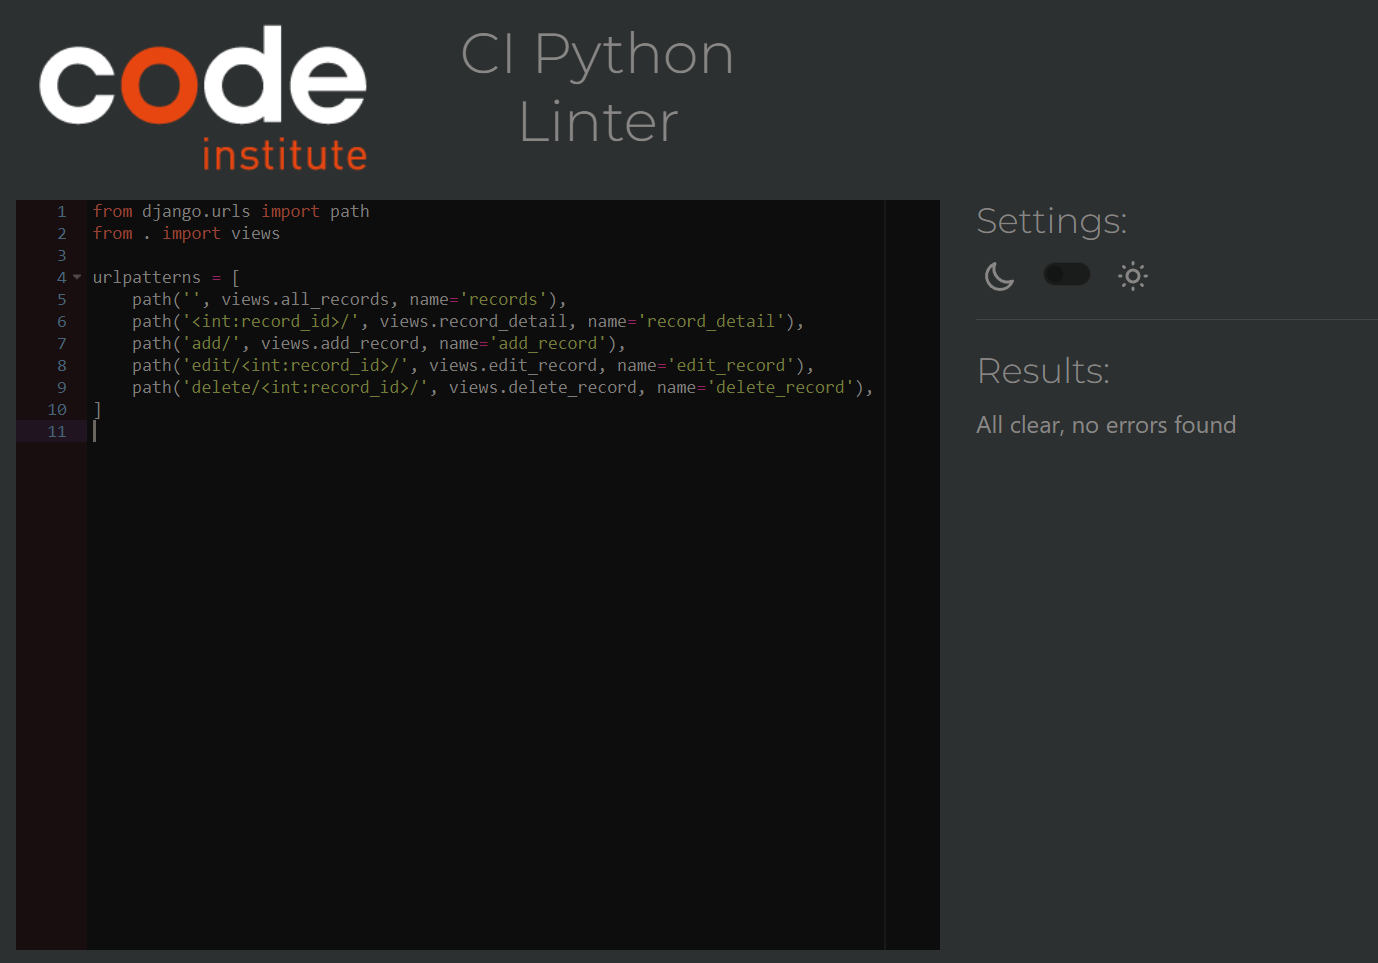 code
institute
CI Python
Linter
1 from django.urls import path
2 from . import views
3
4 urlpatterns = [
5     path('', views.all_records, name='records'),
6     path('<int:record_id>/', views.record_detail, name='record_detail'),
7     path('add/', views.add_record, name='add_record'),
8     path('edit/<int:record_id>/', views.edit_record, name='edit_record'),
9     path('delete/<int:record_id>/', views.delete_record, name='delete_record'),
10 ]
11
Settings:
Results:
All clear, no errors found